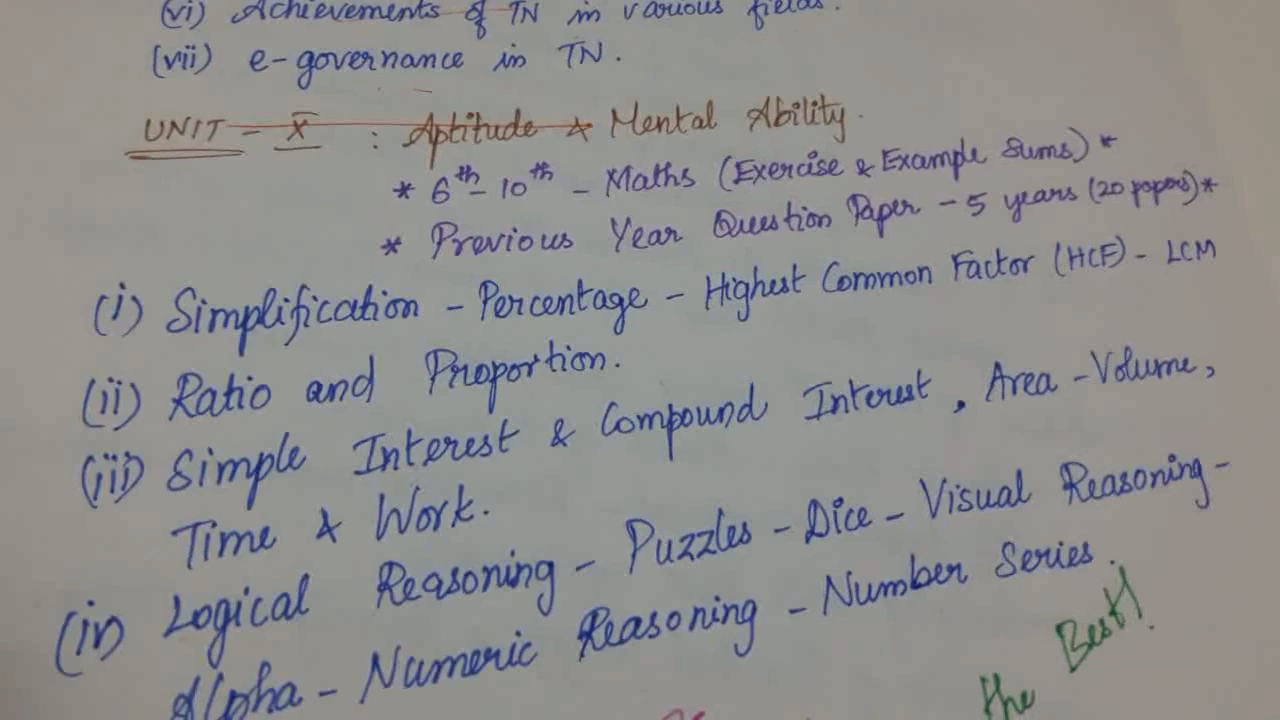 (vi) Achievements of TN in various fields.
(vii) e-governance in TN.
UNIT - X : Aptitude & Mental Ability.
* 6th - 10th - Maths (Exercise & Example Sums) *
* Previous Year Question Paper - 5 years (20 papers) *
(i) Simplification - Percentage - Highest Common Factor (HCF) - LCM
(ii) Ratio and Proportion.
(iii) Simple Interest & Compound Interest, Area - Volume,
Time & Work.
(iv) Logical Reasoning - Puzzles - Dice - Visual Reasoning -
Alpha - Numeric Reasoning - Number Series.
the Best!